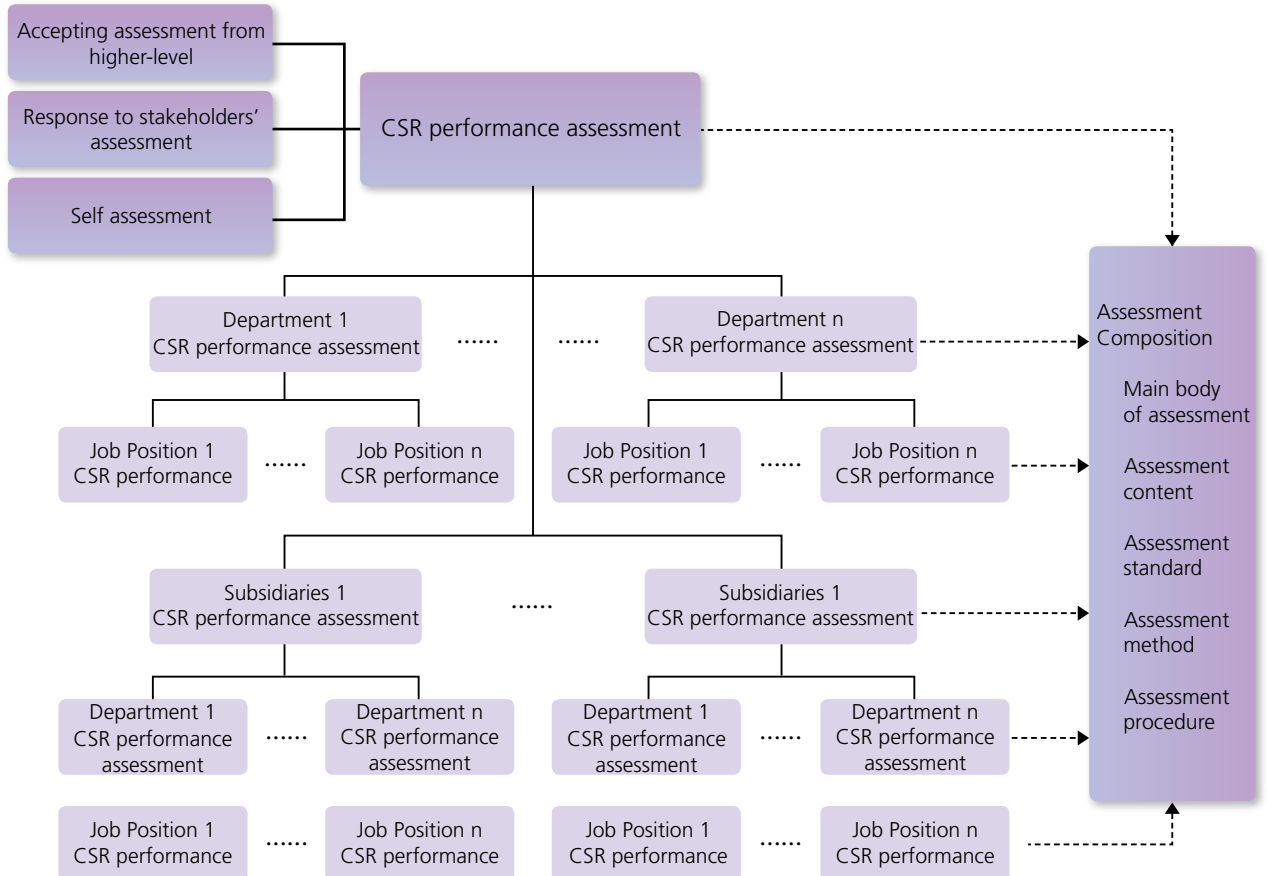 Accepting assessment from
higher-level
Response to stakeholders'
assessment
Self assessment
CSR performance assessment
Department 1
CSR performance assessment
...... ......
Department n
CSR performance assessment
Job Position 1
CSR performance
......
Job Position n
CSR performance
Job Position 1
CSR performance
......
Job Position n
CSR performance
Subsidiaries 1
CSR performance assessment
......
Subsidiaries 1
CSR performance assessment
Department 1
CSR performance
assessment
......
Department n
CSR performance
assessment
Department 1
CSR performance
assessment
......
Department n
CSR performance
assessment
Job Position 1
CSR performance
......
Job Position n
CSR performance
Job Position 1
CSR performance
......
Job Position n
CSR performance
Assessment
Composition
Main body
of assessment
Assessment
content
Assessment
standard
Assessment
method
Assessment
procedure